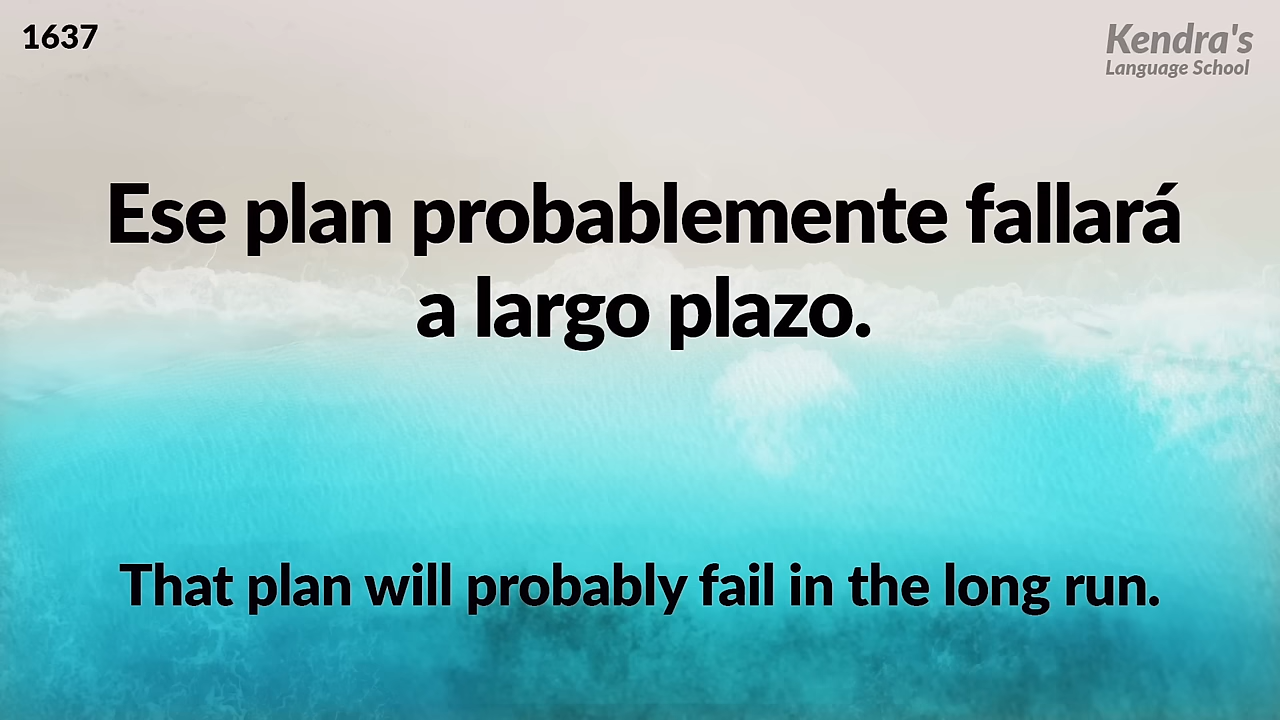 1637
Kendra's
Language School
Ese plan probablemente fallará
a largo plazo.
That plan will probably fail in the long run.